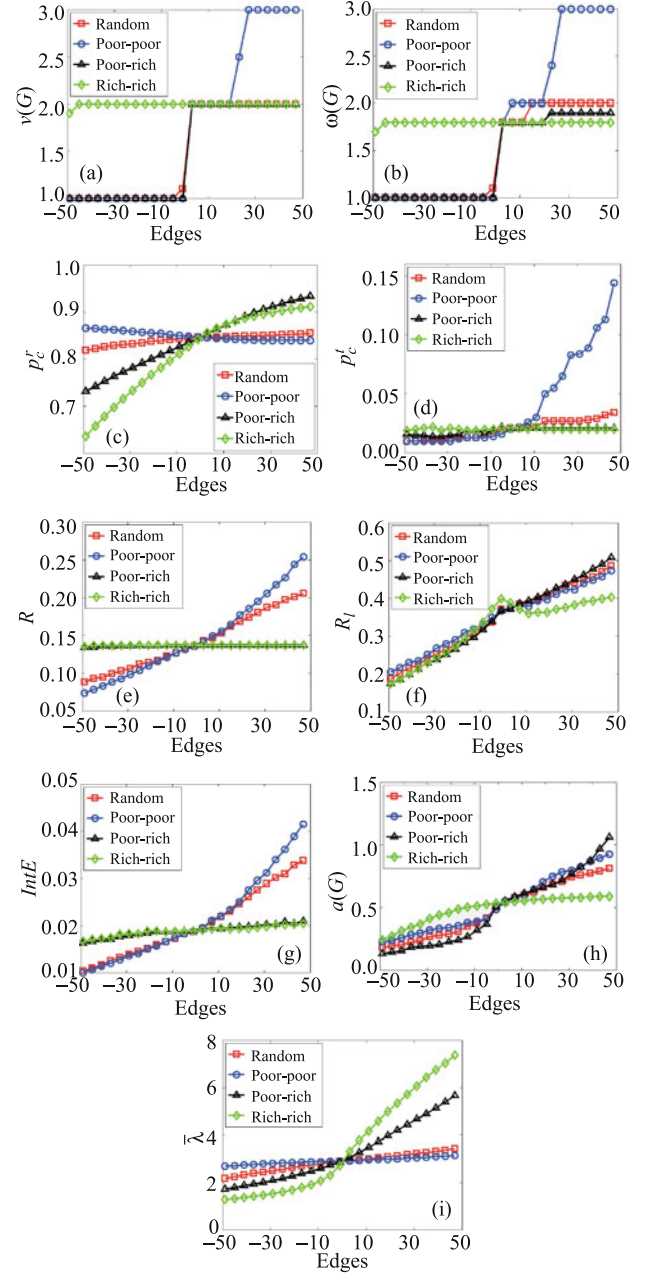 3.0
2.0
1.0
v(G)
Random
Poor-poor
Poor-rich
Rich-rich
(a)
−50 −30 −10 10 30 50
Edges
3.0
2.5
2.0
1.5
1.0
ω(G)
Random
Poor-poor
Poor-rich
Rich-rich
(b)
−50 −30 −10 10 30 50
Edges
1.0
0.9
0.8
0.7
p_c^r
Random
Poor-poor
Poor-rich
Rich-rich
(c)
−50 −30 −10 10 30 50
Edges
0.15
0.10
0.05
0.00
p_c^t
Random
Poor-poor
Poor-rich
Rich-rich
(d)
−50 −30 −10 10 30 50
Edges
0.30
0.25
0.20
0.15
0.10
0.05
R
Random
Poor-poor
Poor-rich
Rich-rich
(e)
−50 −30 −10 10 30 50
Edges
0.6
0.5
0.4
0.3
0.2
0.1
R_l
Random
Poor-poor
Poor-rich
Rich-rich
(f)
−50 −30 −10 10 30 50
Edges
0.05
0.04
0.03
0.02
0.01
IntE
Random
Poor-poor
Poor-rich
Rich-rich
(g)
−50 −30 −10 10 30 50
Edges
1.5
1.0
0.5
0.0
a(G)
Random
Poor-poor
Poor-rich
Rich-rich
(h)
−50 −30 −10 10 30 50
Edges
8
6
4
2
0
λ̄
Random
Poor-poor
Poor-rich
Rich-rich
(i)
−50 −30 −10 10 30 50
Edges